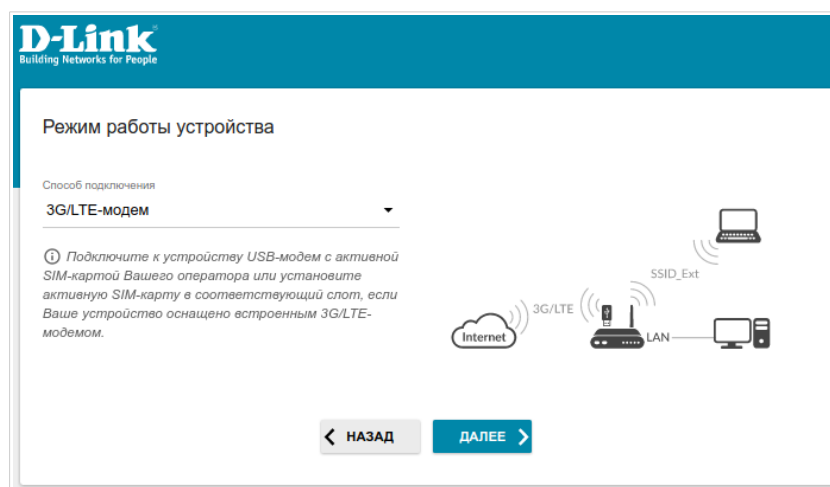 D-Link
Building Networks for People
Режим работы устройства
Способ подключения
3G/LTE-модем
Подключите к устройству USB-модем с активной
SIM-картой Вашего оператора или установите
активную SIM-карту в соответствующий слот, если
Ваше устройство оснащено встроенным 3G/LTE-
модемом.
SSID_Ext
3G/LTE
Internet
LAN
НАЗАД
ДАЛЕЕ